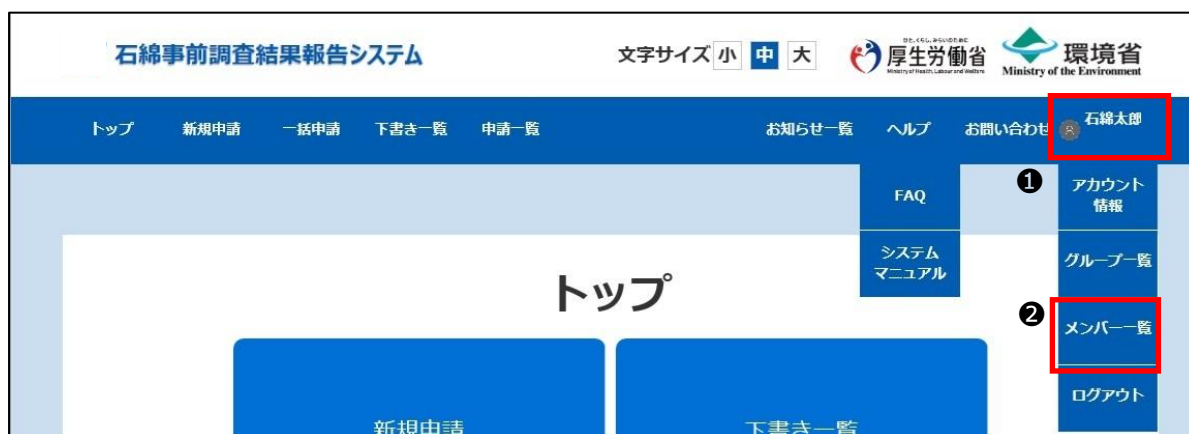 石綿事前調査結果報告システム
文字サイズ 小 中 大
ひと、くらし、みらいのために
厚生労働省
Ministry of Health, Labour and Welfare
環境省
Ministry of the Environment
トップ 新規申請 一括申請 下書き一覧 申請一覧 お知らせ一覧 ヘルプ お問い合わせ 石綿太郎
❶
FAQ
システム
マニュアル
アカウント
情報
グループ一覧
❷
メンバー一覧
ログアウト
トップ
新規申請 下書き一覧